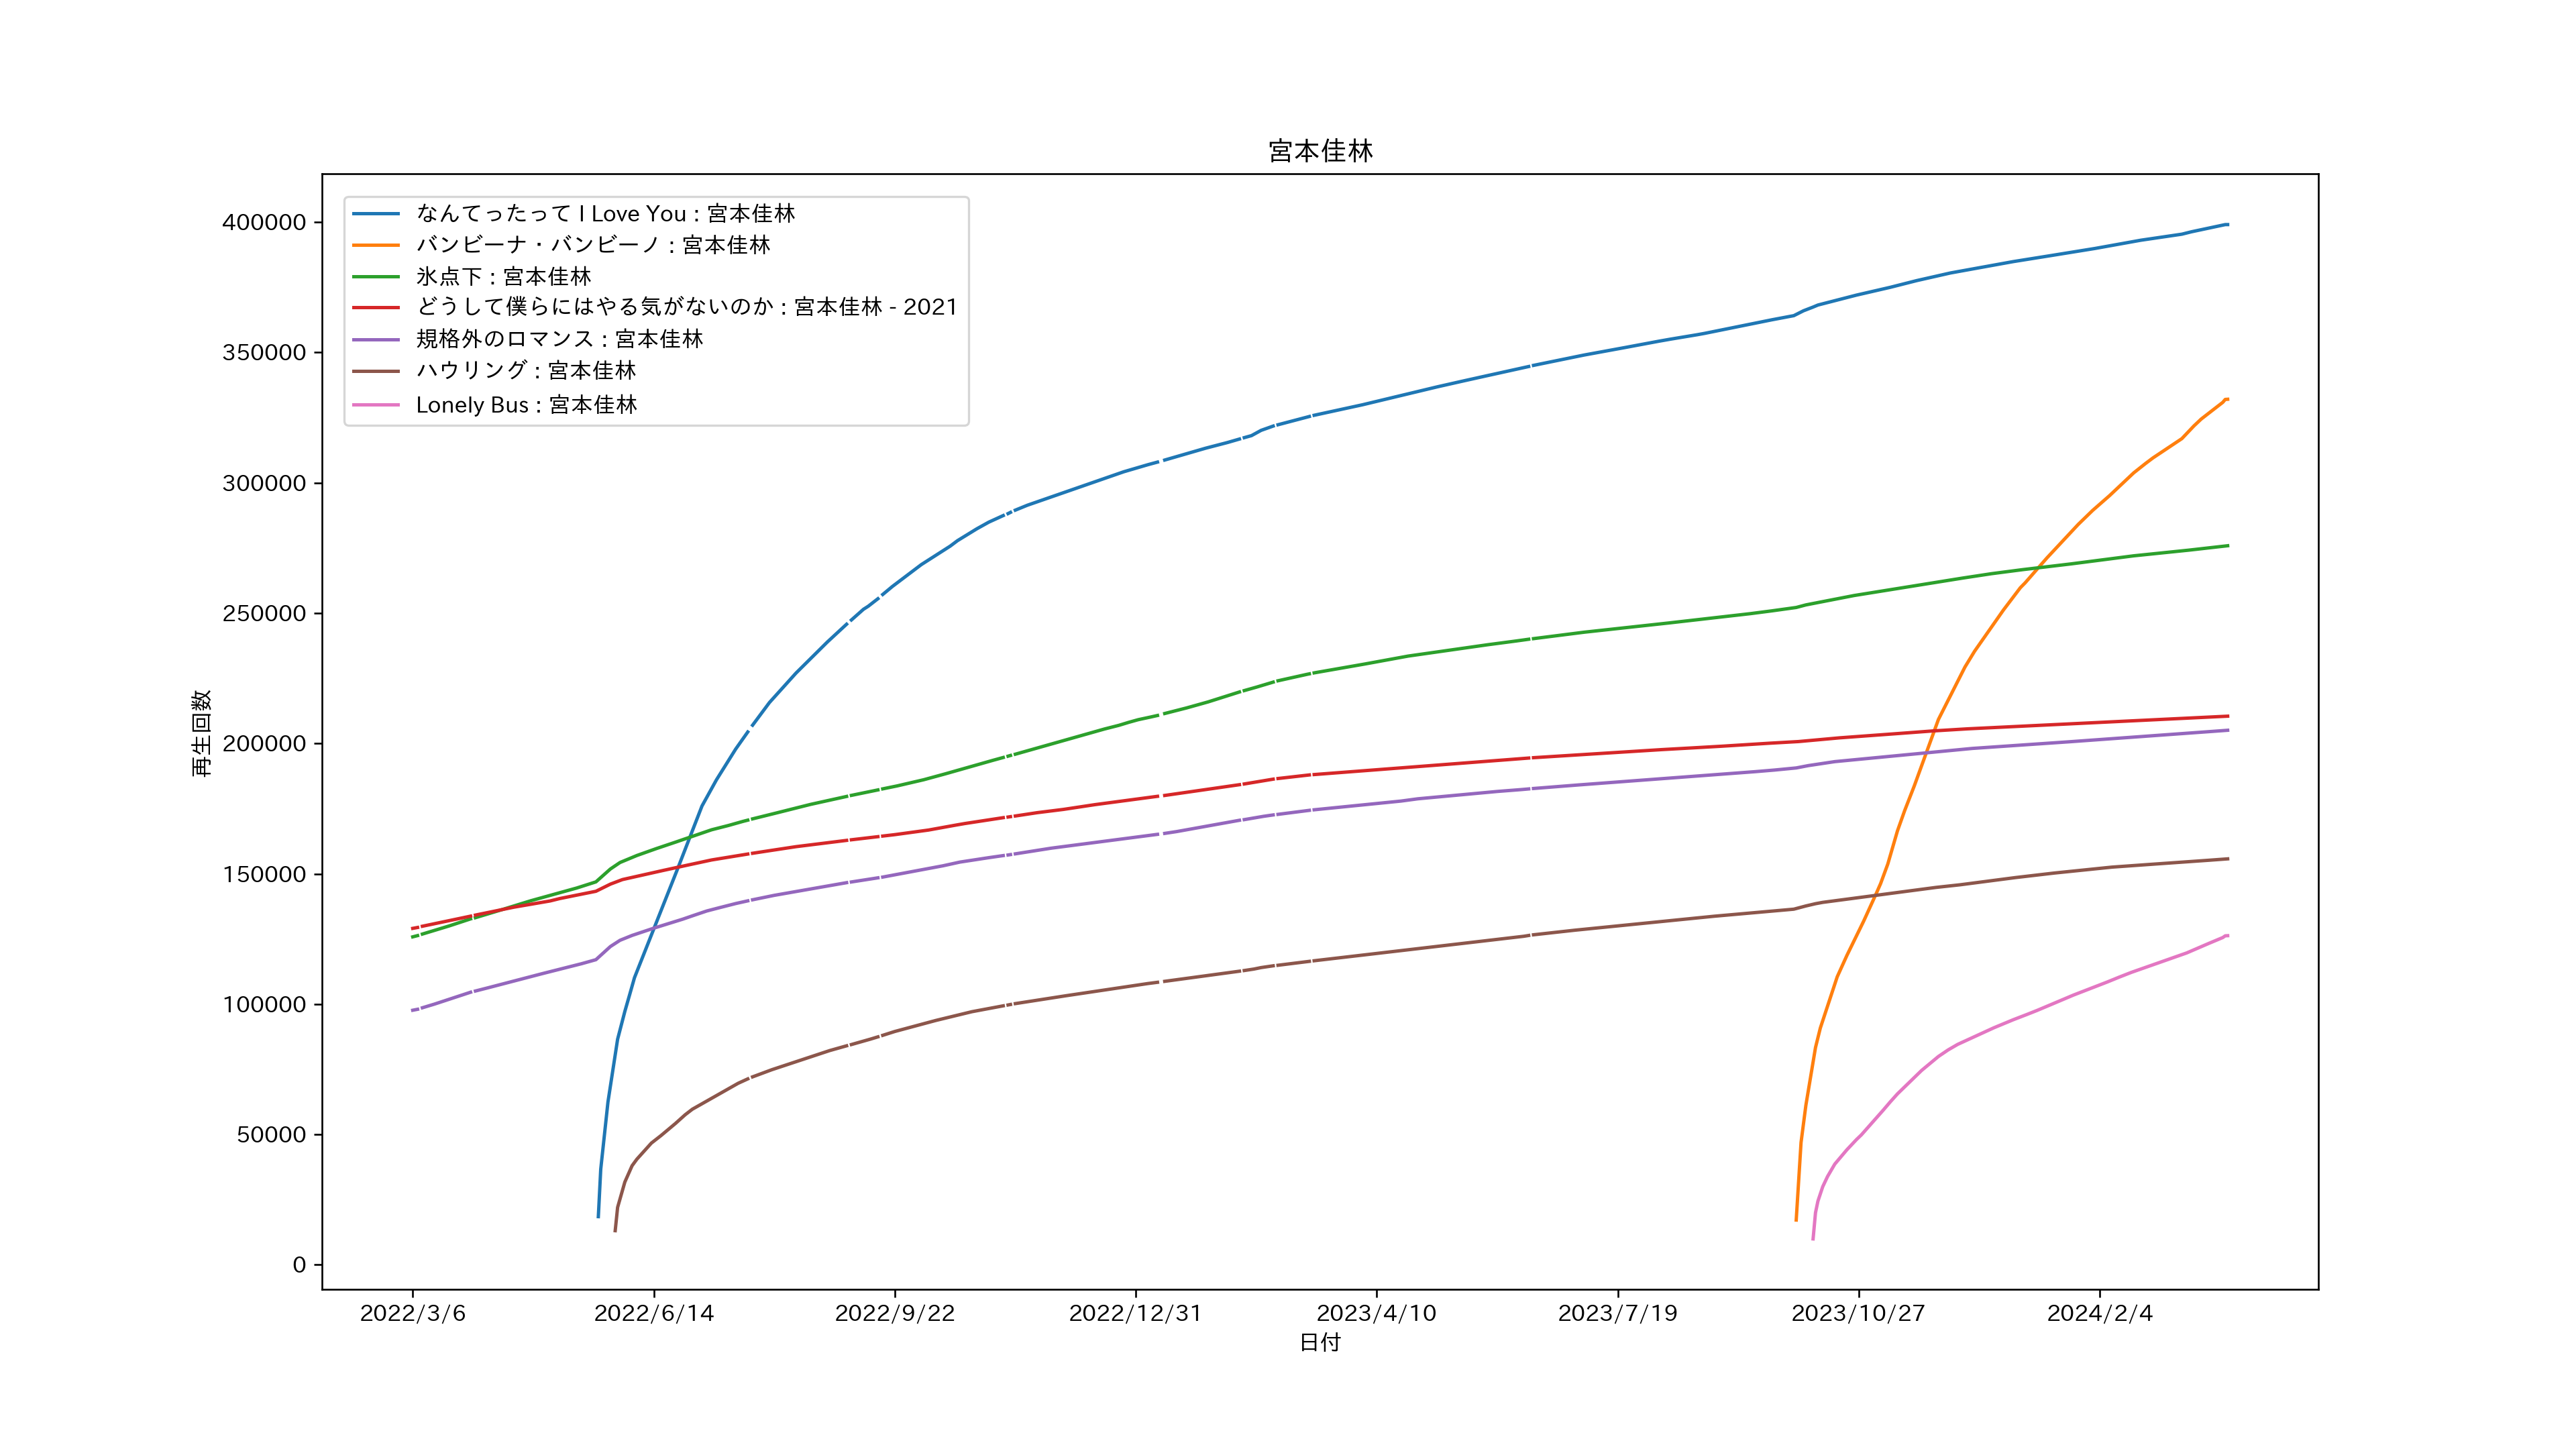 宮本佳林
なんてったって I Love You : 宮本佳林
バンビーナ・バンビーノ : 宮本佳林
氷点下 : 宮本佳林
どうして僕らにはやる気がないのか : 宮本佳林 - 2021
規格外のロマンス : 宮本佳林
ハウリング : 宮本佳林
Lonely Bus : 宮本佳林
再生回数
400000
350000
300000
250000
200000
150000
100000
50000
0
2022/3/6
2022/6/14
2022/9/22
2022/12/31
2023/4/10
2023/7/19
2023/10/27
2024/2/4
日付